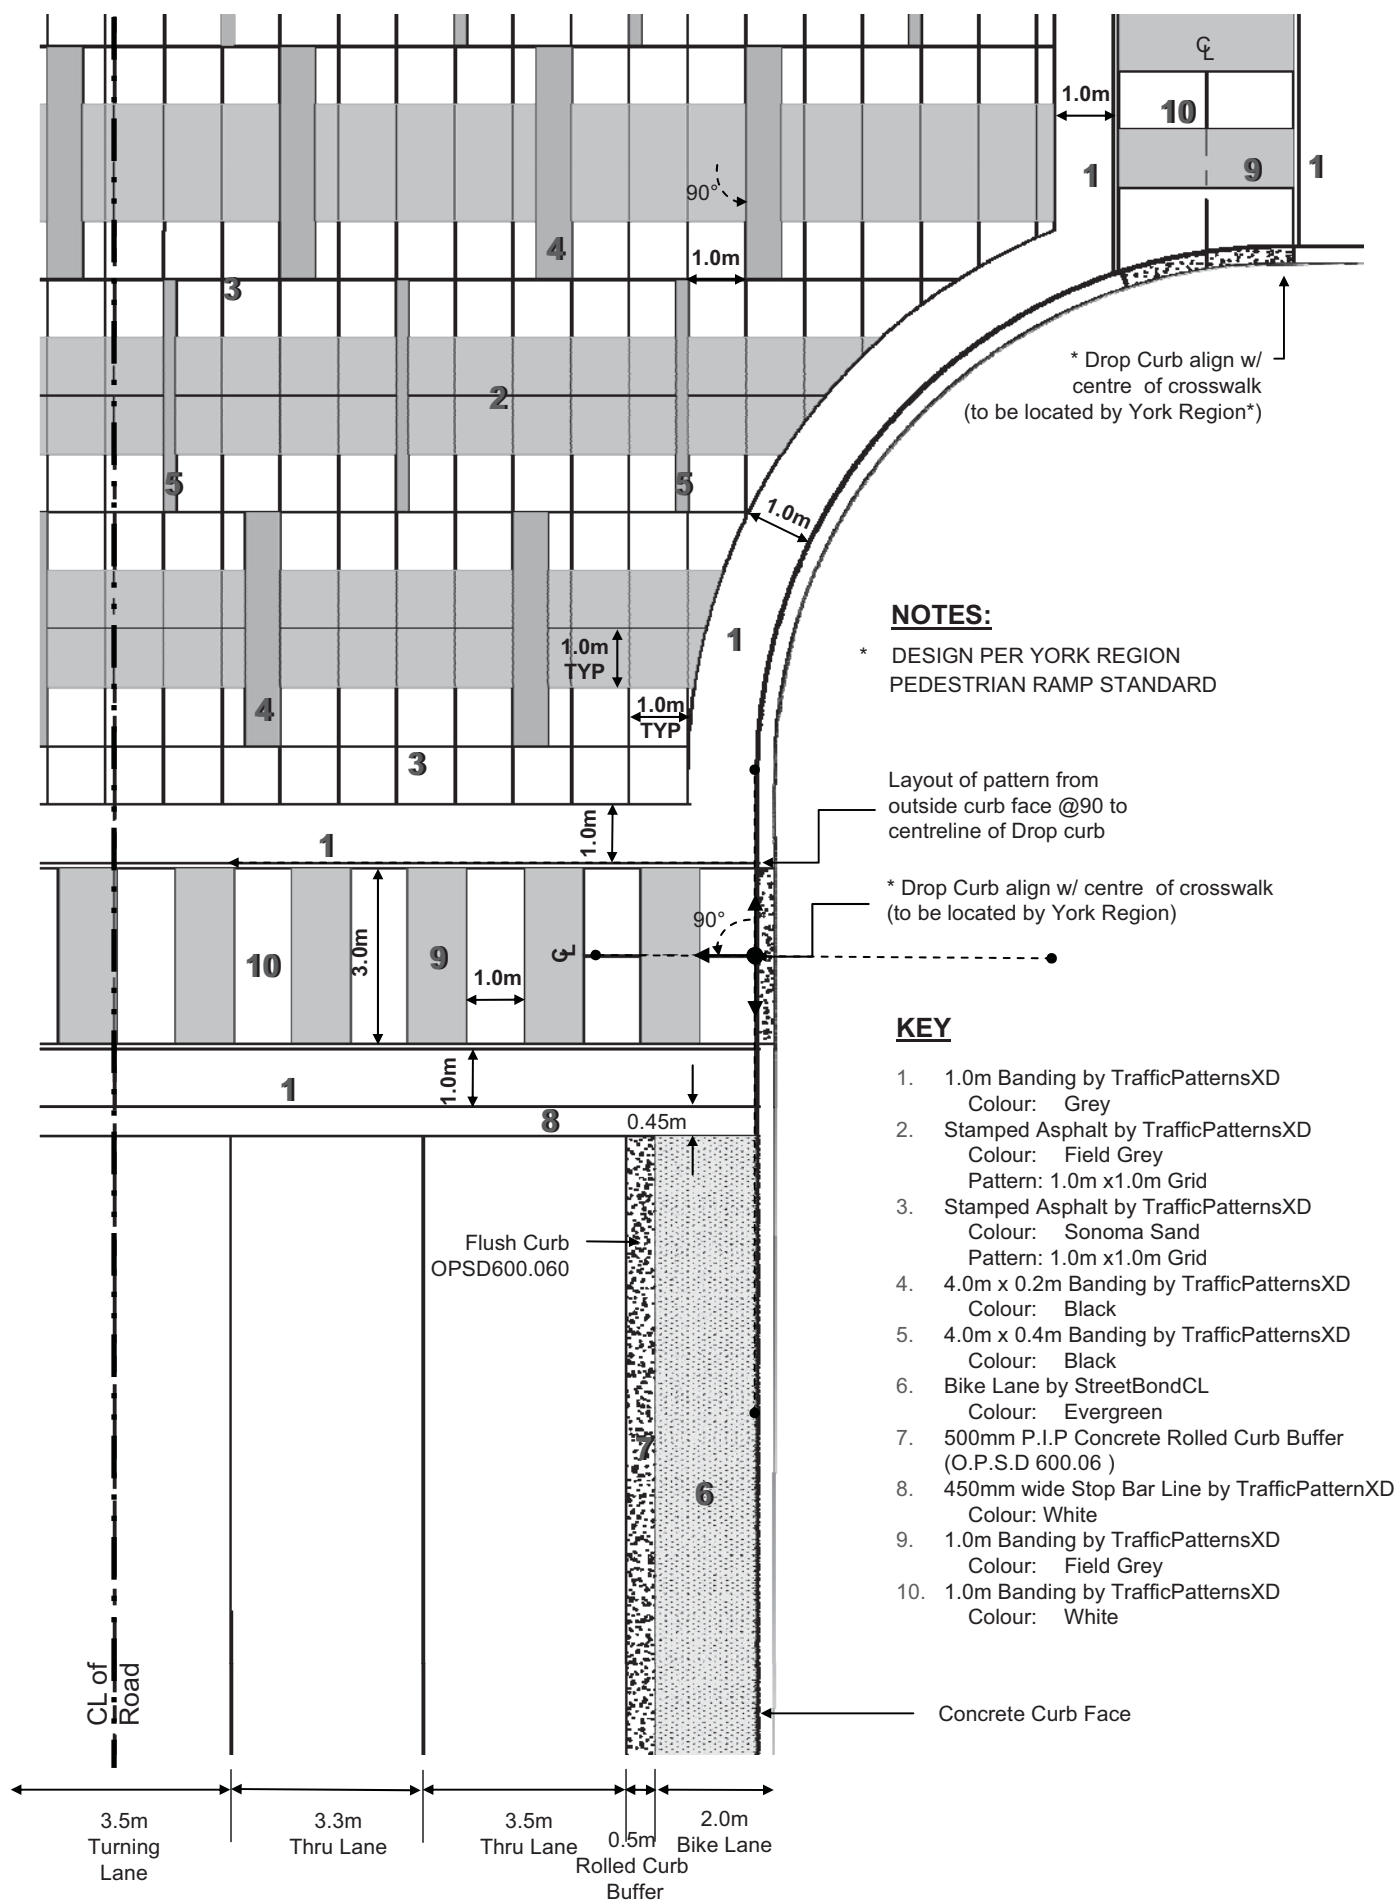 ℄
1.0m
10
1
9
1
90°
4
1.0m
3
* Drop Curb align w/
centre of crosswalk
(to be located by York Region*)
2
5
5
1.0m
NOTES:
* DESIGN PER YORK REGION
PEDESTRIAN RAMP STANDARD
1
1.0m
TYP
4
1.0m
TYP
3
Layout of pattern from
outside curb face @90 to
centreline of Drop curb
1
1.0m
* Drop Curb align w/ centre of crosswalk
(to be located by York Region)
90°
10
3.0m
9
1.0m
℄
1
1.0m
8
0.45m
KEY
1. 1.0m Banding by TrafficPatternsXD
Colour: Grey
2. Stamped Asphalt by TrafficPatternsXD
Colour: Field Grey
Pattern: 1.0m x1.0m Grid
3. Stamped Asphalt by TrafficPatternsXD
Colour: Sonoma Sand
Pattern: 1.0m x1.0m Grid
4. 4.0m x 0.2m Banding by TrafficPatternsXD
Colour: Black
5. 4.0m x 0.4m Banding by TrafficPatternsXD
Colour: Black
6. Bike Lane by StreetBondCL
Colour: Evergreen
7. 500mm P.I.P Concrete Rolled Curb Buffer
(O.P.S.D 600.06 )
8. 450mm wide Stop Bar Line by TrafficPatternXD
Colour: White
9. 1.0m Banding by TrafficPatternsXD
Colour: Field Grey
10. 1.0m Banding by TrafficPatternsXD
Colour: White
Flush Curb
OPSD600.060
7
6
CL of
Road
Concrete Curb Face
3.5m
Turning
Lane
3.3m
Thru Lane
3.5m
Thru Lane
0.5m
Rolled Curb
Buffer
2.0m
Bike Lane